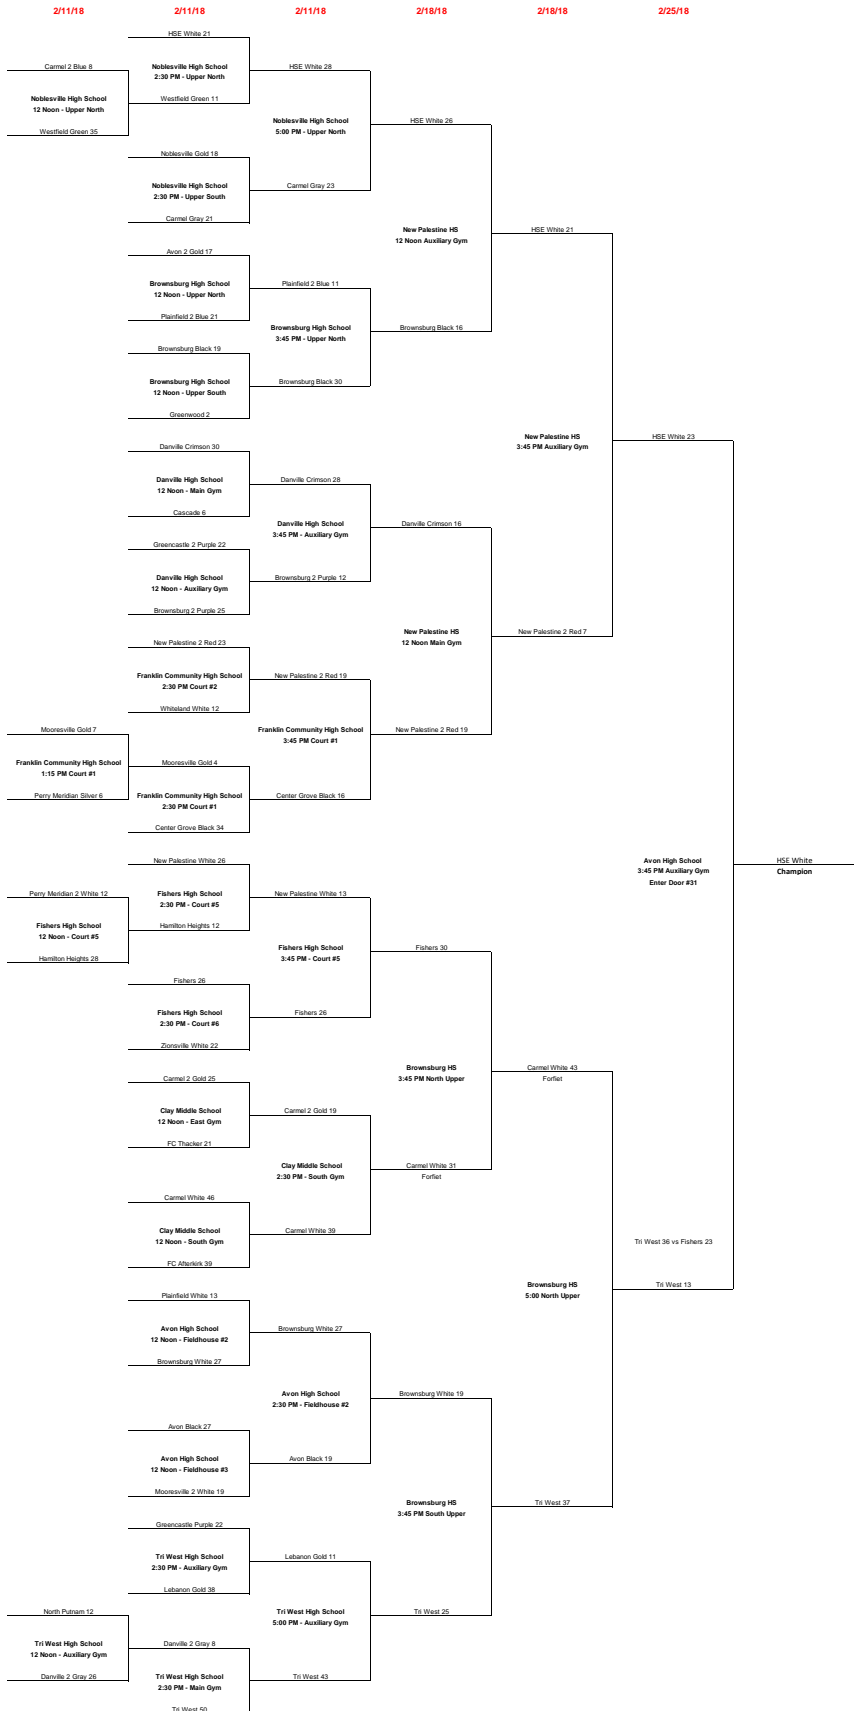 2/11/18 2/11/18 2/11/18 2/18/18 2/18/18 2/25/18
HSE White 21
Carmel 2 Blue 8 Noblesville High School HSE White 28
2:30 PM - Upper North
Noblesville High School Westfield Green 11
12 Noon - Upper North
Noblesville High School HSE White 26
5:00 PM - Upper North
Westfield Green 35
Noblesville Gold 18
Noblesville High School Carmel Gray 23
2:30 PM - Upper South
Carmel Gray 21
New Palestine HS HSE White 21
12 Noon Auxiliary Gym
Avon 2 Gold 17
Brownsburg High School Plainfield 2 Blue 11
12 Noon - Upper North
Plainfield 2 Blue 21
Brownsburg High School Brownsburg Black 16
3:45 PM - Upper North
Brownsburg Black 19
Brownsburg High School Brownsburg Black 30
12 Noon - Upper South
Greenwood 2
New Palestine HS HSE White 23
3:45 PM Auxiliary Gym
Danville Crimson 30
Danville High School Danville Crimson 28
12 Noon - Main Gym
Cascade 6
Danville High School Danville Crimson 16
3:45 PM - Auxiliary Gym
Greencastle 2 Purple 22
Danville High School Brownsburg 2 Purple 12
12 Noon - Auxiliary Gym
Brownsburg 2 Purple 25
New Palestine HS New Palestine 2 Red 7
12 Noon Main Gym
New Palestine 2 Red 23
Franklin Community High School New Palestine 2 Red 19
2:30 PM Court #2
Whiteland White 12
Mooresville Gold 7 Franklin Community High School New Palestine 2 Red 19
3:45 PM Court #1
Franklin Community High School Mooresville Gold 4
1:15 PM Court #1
Perry Meridian Silver 6 Franklin Community High School Center Grove Black 16
2:30 PM Court #1
Center Grove Black 34
New Palestine White 26 Avon High School HSE White
3:45 PM Auxiliary Gym Champion
Enter Door #31
Perry Meridian 2 White 12 Fishers High School New Palestine White 13
2:30 PM - Court #5
Fishers High School Hamilton Heights 12
12 Noon - Court #5
Fishers High School Fishers 30
3:45 PM - Court #5
Hamilton Heights 28
Fishers 26
Fishers High School Fishers 26
2:30 PM - Court #6
Zionsville White 22
Brownsburg HS Carmel White 43
3:45 PM North Upper Forfiet
Carmel 2 Gold 25
Clay Middle School Carmel 2 Gold 19
12 Noon - East Gym
FC Thacker 21
Clay Middle School Carmel White 31
2:30 PM - South Gym Forfiet
Carmel White 46
Clay Middle School Carmel White 39
12 Noon - South Gym
Tri West 36 vs Fishers 23
FC Afterkirk 39
Brownsburg HS Tri West 13
5:00 North Upper
Plainfield White 13
Avon High School Brownsburg White 27
12 Noon - Fieldhouse #2
Brownsburg White 27
Avon High School Brownsburg White 19
2:30 PM - Fieldhouse #2
Avon Black 27
Avon High School Avon Black 19
12 Noon - Fieldhouse #3
Mooresville 2 White 19
Brownsburg HS Tri West 37
3:45 PM South Upper
Greencastle Purple 22
Tri West High School Lebanon Gold 11
2:30 PM - Auxiliary Gym
Lebanon Gold 38
North Putnam 12 Tri West High School Tri West 25
5:00 PM - Auxiliary Gym
Tri West High School Danville 2 Gray 8
12 Noon - Auxiliary Gym
Danville 2 Gray 26 Tri West High School Tri West 43
2:30 PM - Main Gym
Tri West 50